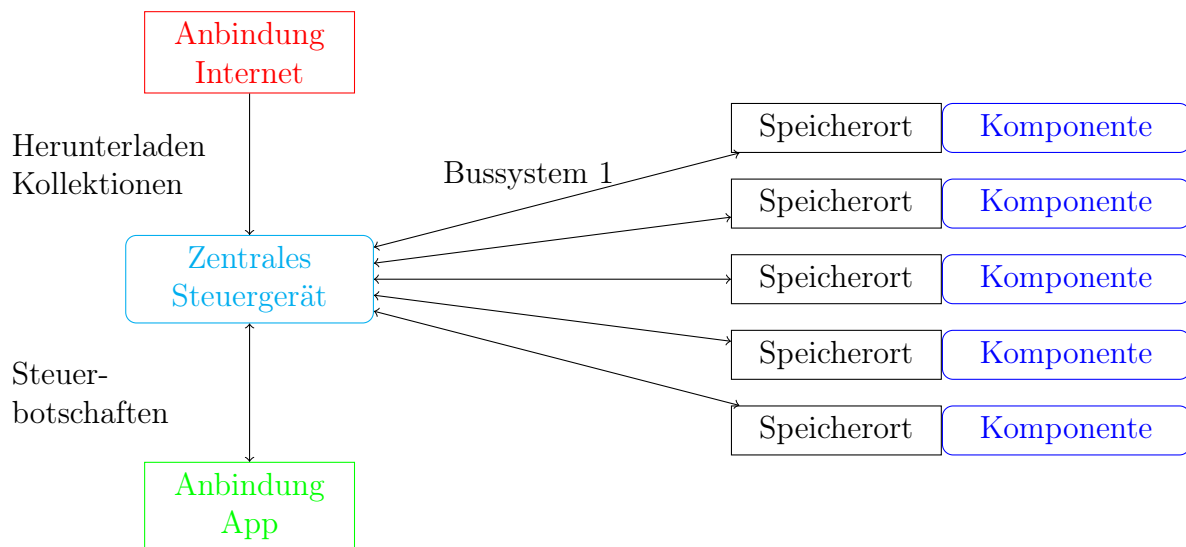 Anbindung
Internet
Herunterladen
Kollektionen
Bussystem 1
Zentrales
Steuergerät
Steuer-
botschaften
Anbindung
App
Speicherort Komponente
Speicherort Komponente
Speicherort Komponente
Speicherort Komponente
Speicherort Komponente